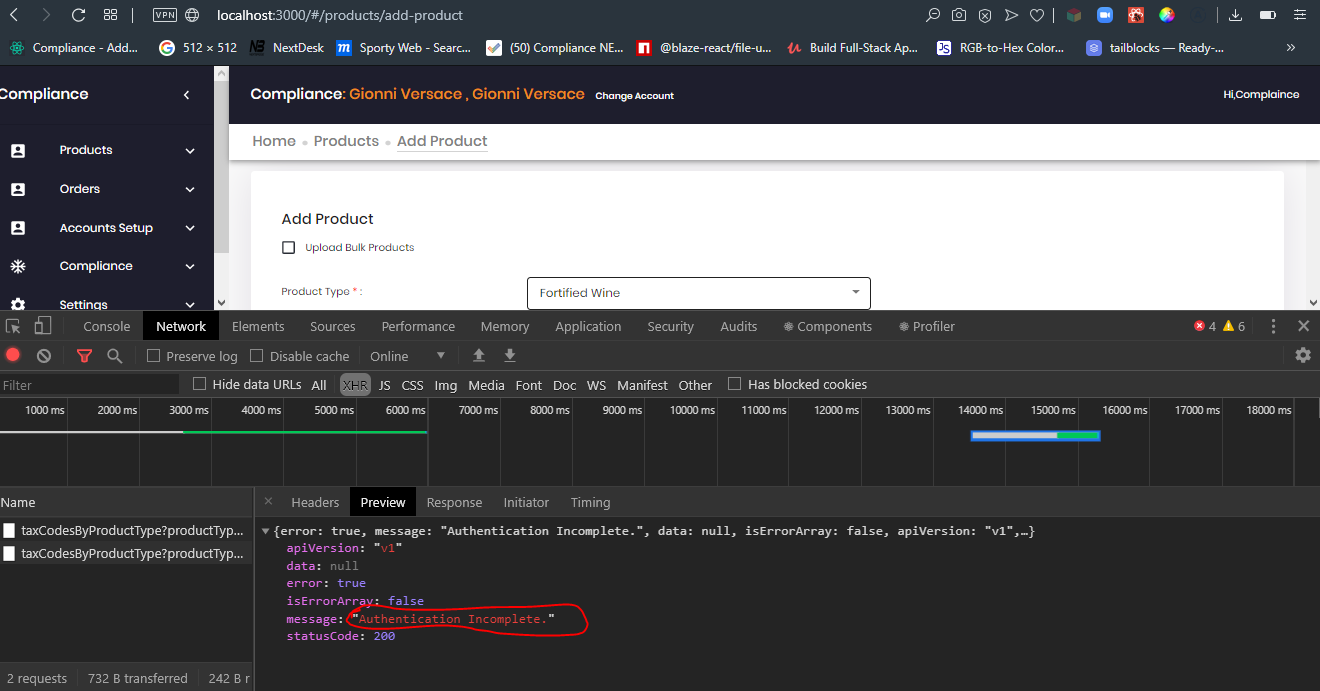 VPN localhost:3000/#/products/add-product
Compliance - Add... 512 × 512 NB NextDesk m Sporty Web - Searc... (50) Compliance NE... @blaze-react/file-u... Build Full-Stack Ap... JS RGB-to-Hex Color... tailblocks — Ready-... »
Compliance
Compliance: Gionni Versace , Gionni Versace Change Account
Hi,Complaince
Home Products Add Product
Products
Orders
Accounts Setup
Compliance
Settings
Add Product
Upload Bulk Products
Product Type * :
Fortified Wine
Console Network Elements Sources Performance Memory Application Security Audits Components Profiler 4 6
Preserve log Disable cache Online
Filter Hide data URLs All XHR JS CSS Img Media Font Doc WS Manifest Other Has blocked cookies
1000 ms 2000 ms 3000 ms 4000 ms 5000 ms 6000 ms 7000 ms 8000 ms 9000 ms 10000 ms 11000 ms 12000 ms 13000 ms 14000 ms 15000 ms 16000 ms 17000 ms 18000 ms
Name
taxCodesByProductType?productTyp...
taxCodesByProductType?productTyp...
2 requests 732 B transferred 242 B r
Headers Preview Response Initiator Timing
{error: true, message: "Authentication Incomplete.", data: null, isErrorArray: false, apiVersion: "v1",…}
apiVersion: "v1"
data: null
error: true
isErrorArray: false
message: "Authentication Incomplete."
statusCode: 200